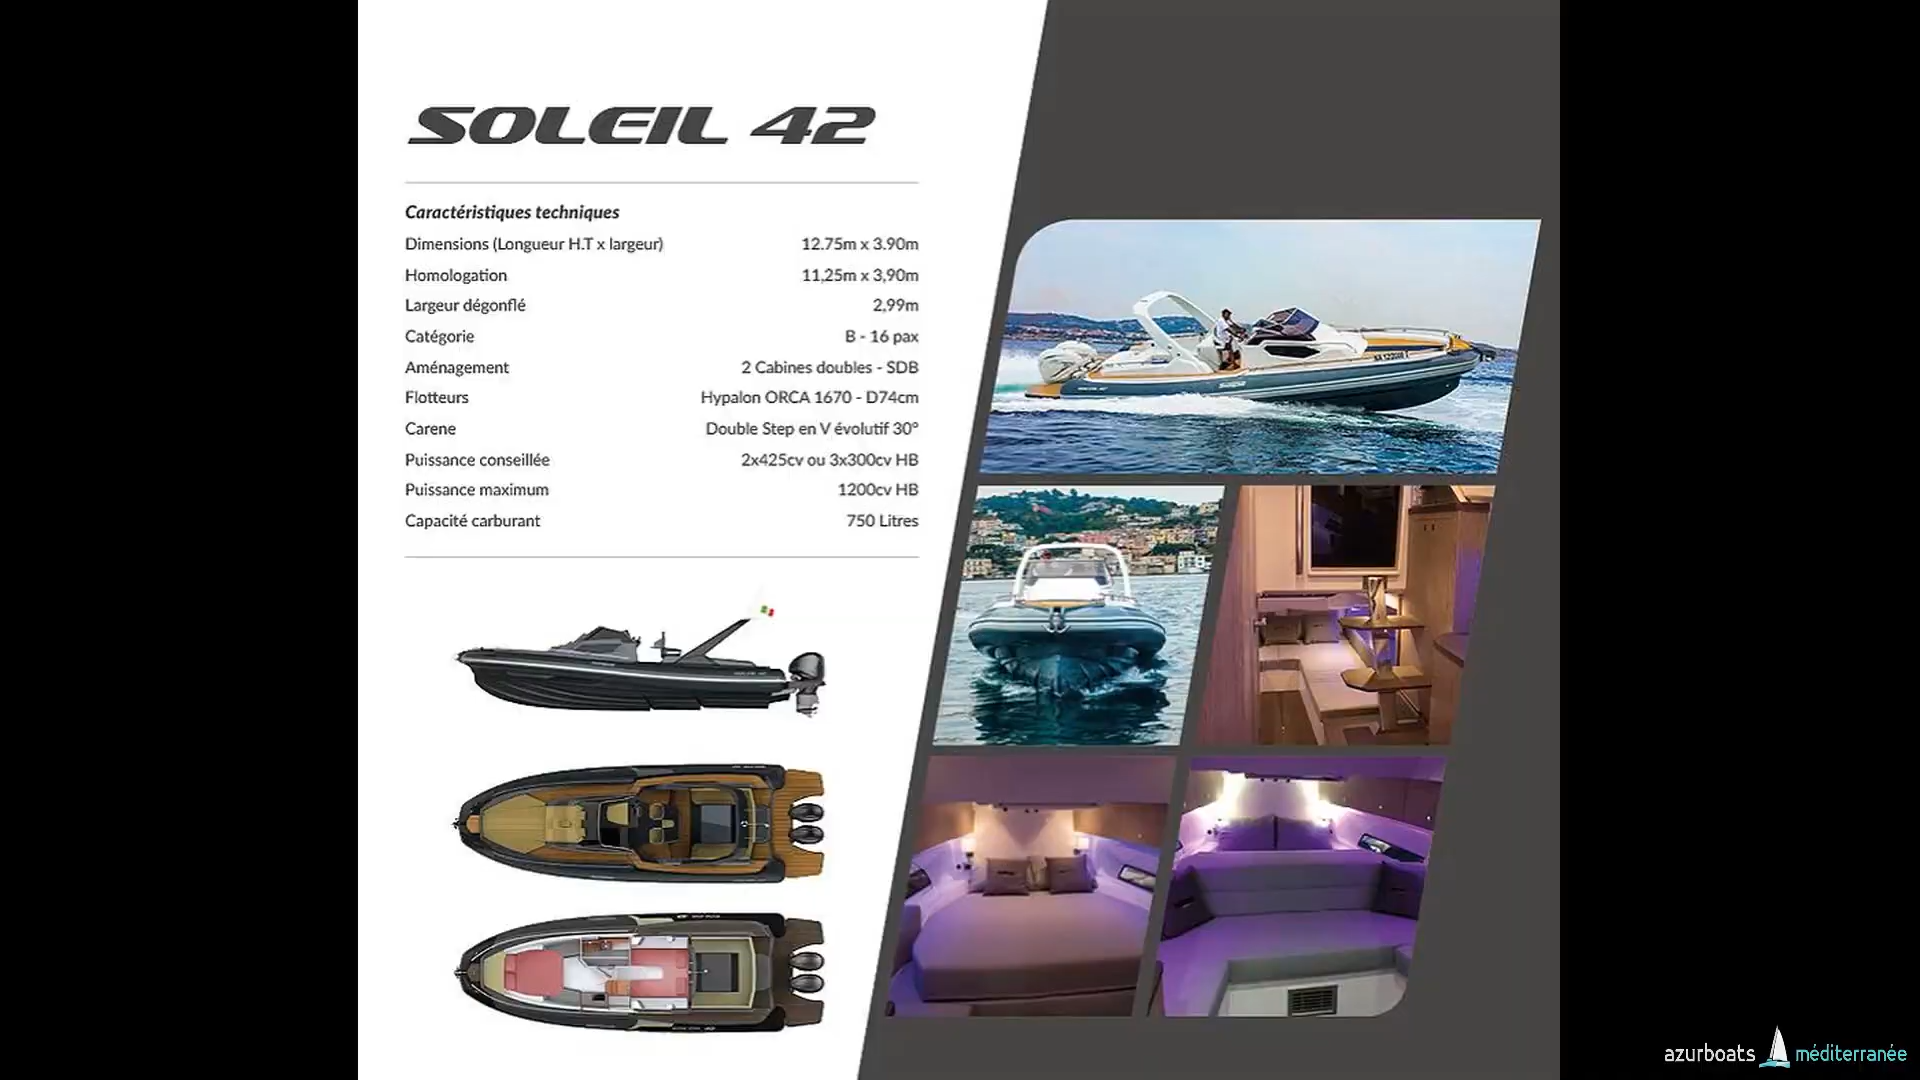 SOLEIL 42
Caractéristiques techniques
Dimensions (Longueur H.T x largeur) 12.75m x 3.90m
Homologation 11,25m x 3,90m
Largeur dégonflé 2,99m
Catégorie B - 16 pax
Aménagement 2 Cabines doubles - SDB
Flotteurs Hypalon ORCA 1670 - D74cm
Carene Double Step en V évolutif 30°
Puissance conseillée 2x425cv ou 3x300cv HB
Puissance maximum 1200cv HB
Capacité carburant 750 Litres
azurboats méditerranée